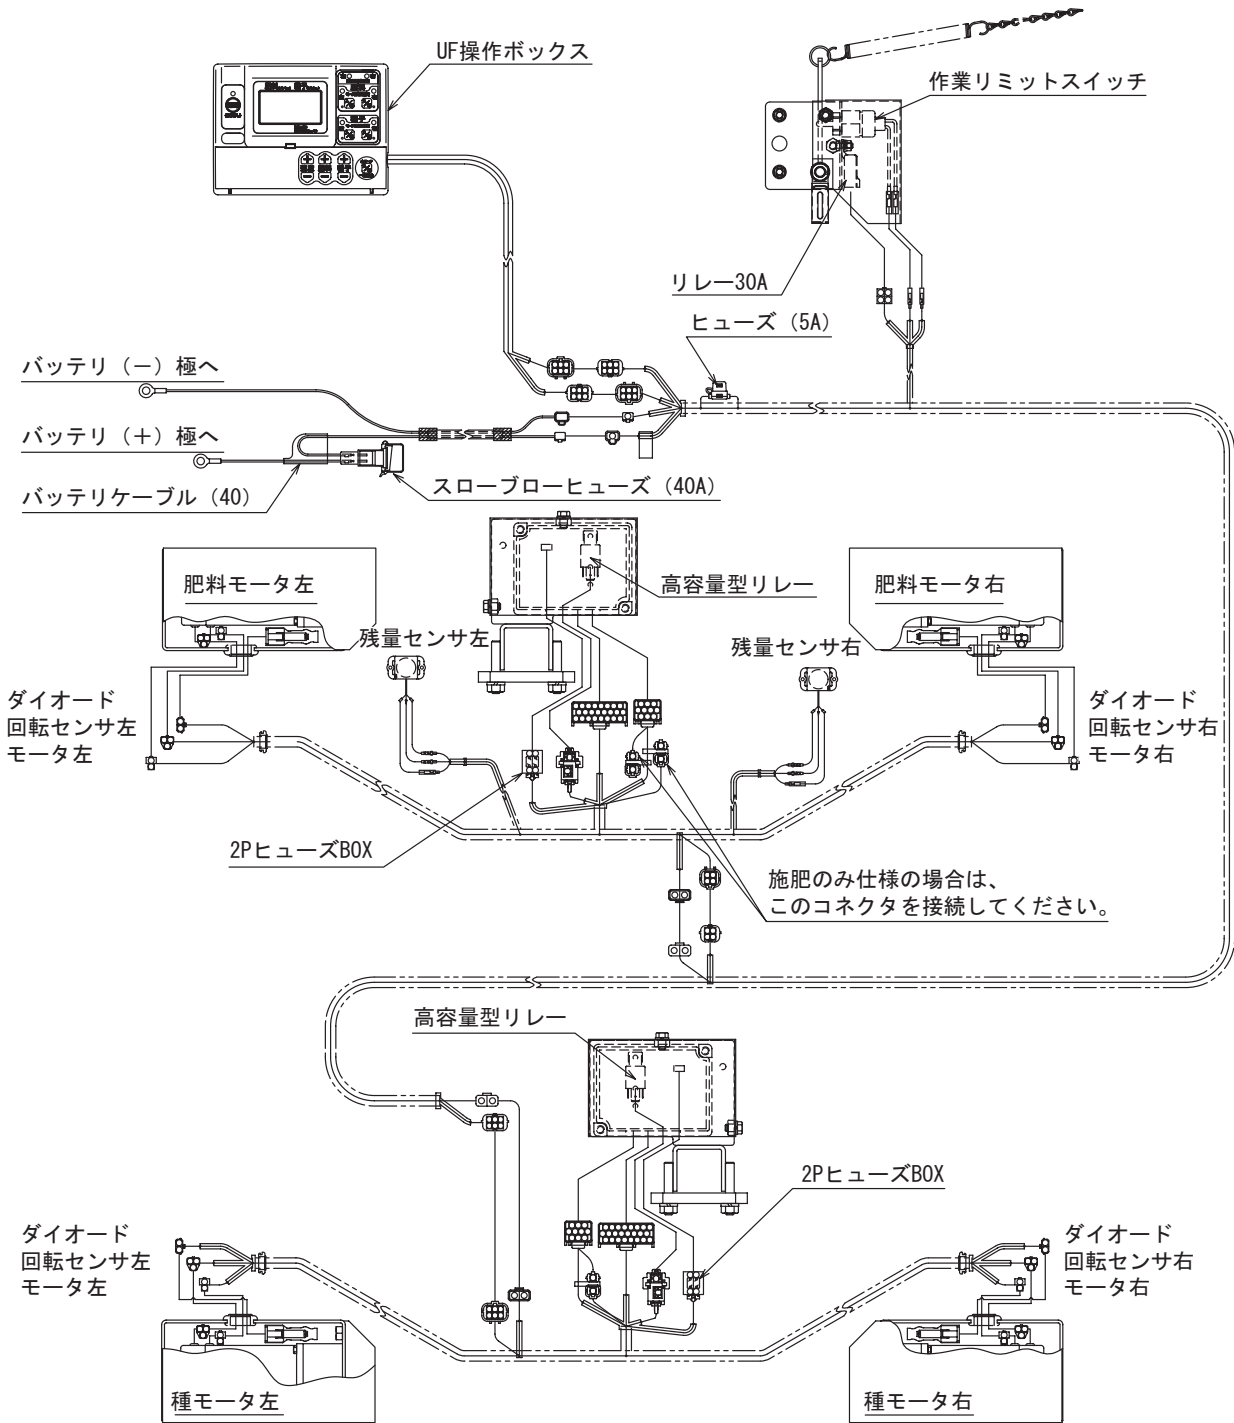 UF操作ボックス
作業リミットスイッチ
リレー30A
ヒューズ（5A）
バッテリ（－）極へ
バッテリ（＋）極へ
バッテリケーブル（40）
スローブローヒューズ（40A）
肥料モータ左
高容量型リレー
肥料モータ右
残量センサ左
残量センサ右
ダイオード
回転センサ左
モータ左
ダイオード
回転センサ右
モータ右
2PヒューズBOX
施肥のみ仕様の場合は、
このコネクタを接続してください。
高容量型リレー
2PヒューズBOX
ダイオード
回転センサ左
モータ左
ダイオード
回転センサ右
モータ右
種モータ左
種モータ右